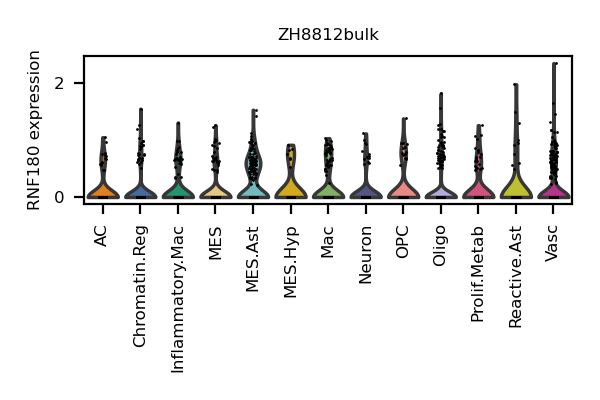 ZH8812bulk
RNF180 expression
2
0
AC
Chromatin.Reg
Inflammatory.Mac
MES
MES.Ast
MES.Hyp
Mac
Neuron
OPC
Oligo
Prolif.Metab
Reactive.Ast
Vasc